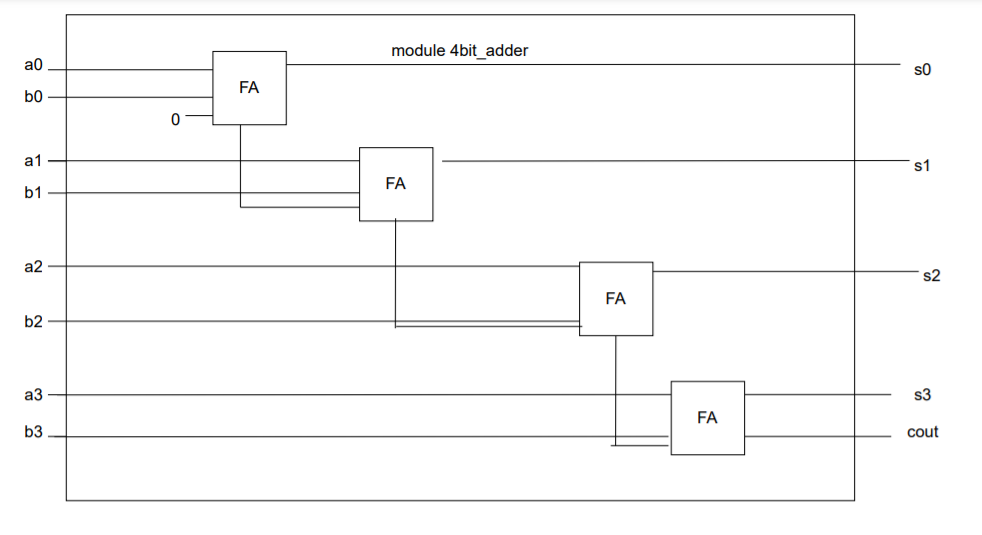 module 4bit_adder
a0
s0
FA
b0
0
a1
s1
FA
b1
a2
s2
FA
b2
a3
s3
FA
b3
cout